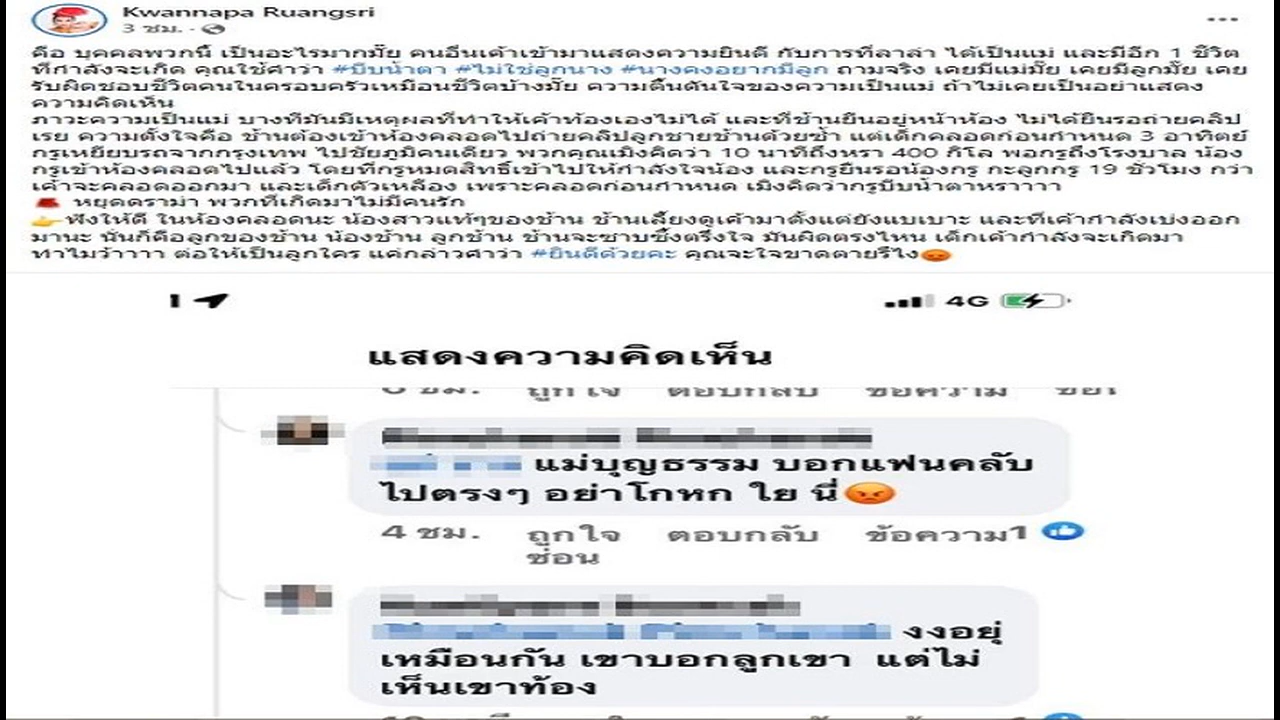 Kwannapa Ruangsri
3 ชม. ·
คือ บุคคลพวกนี้ เป็นอะไรมากมั๊ย คนอื่นเค้าเข้ามาแสดงความยินดี กับการที่ลาล่า ได้เป็นแม่ และมีอีก 1 ชีวิต
ที่กำลังจะเกิด คุณใช้คำว่า #บีบน้ำตา #ไม่ใช่ลูกนาง #นางคงอยากมีลูก ถามจริง เคยมีแม่มั๊ย เคยมีลูกมั๊ย เคย
รับผิดชอบชีวิตคนในครอบครัวเหมือนชีวิตบ้างมั๊ย ความตื้นตันใจของความเป็นแม่ ถ้าไม่เคยเป็นอย่าแสดง
ความคิดเห็น
ภาวะความเป็นแม่ บางทีมันมีเหตุผลที่ทำให้เค้าท้องเองไม่ได้ และที่ช้านยืนอยู่หน้าห้อง ไม่ได้ยืนรอถ่ายคลิป
เรย ความตั้งใจคือ ช้านต้องเข้าห้องคลอดไปถ่ายคลิปลูกชายช้านด้วยซ้ำ แต่เด็กคลอดก่อนกำหนด 3 อาทิตย์
กรูเหยียบรถจากกรุงเทพ ไปชัยภูมิคนเดียว พวกคุณเมิงคิดว่า 10 นาทีถึงหรา 400 กิโล พอกรูถึงโรงบาล น้อง
กรูเข้าห้องคลอดไปแล้ว โดยที่กรูหมดสิทธิ์เข้าไปให้กำลังใจน้อง และกรูยืนรอน้องกรู กะลูกกรู 19 ชั่วโมง กว่า
เค้าจะคลอดออกมา และเด็กตัวเหลือง เพราะคลอดก่อนกำหนด เมิงคิดว่ากรูบีบน้ำตาหราาาา
หยุดดราม่า พวกที่เกิดมาไม่มีคนรัก
👉ฟังให้ดี ในห้องคลอดนะ น้องสาวแท้ๆของช้าน ช้านเลี้ยงดูเค้ามาตั้งแต่ยังแบเบาะ และที่เค้ากำลังเบ่งออก
มานะ นั่นก็คือลูกของช้าน น้องช้าน ลูกช้าน ช้านจะซาบซึ้งตรึงใจ มันผิดตรงไหน เด็กเค้ากำลังจะเกิดมา
ทำไมว้าาาา ต่อให้เป็นลูกใคร แค่กล่าวคำว่า #ยินดีด้วยคะ คุณจะใจขาดตายรึไง😡
4G
แสดงความคิดเห็น
ชม. ถูกใจ ตอบกลับ ข้อความ
แม่บุญธรรม บอกแฟนคลับ
ไปตรงๆ อย่าโกหก ใย นี่😡
4 ชม. ถูกใจ ตอบกลับ ข้อความ1
ซ่อน
งงอยุ่
เหมือนกัน เขาบอกลูกเขา แต่ไม่
เห็นเขาท้อง